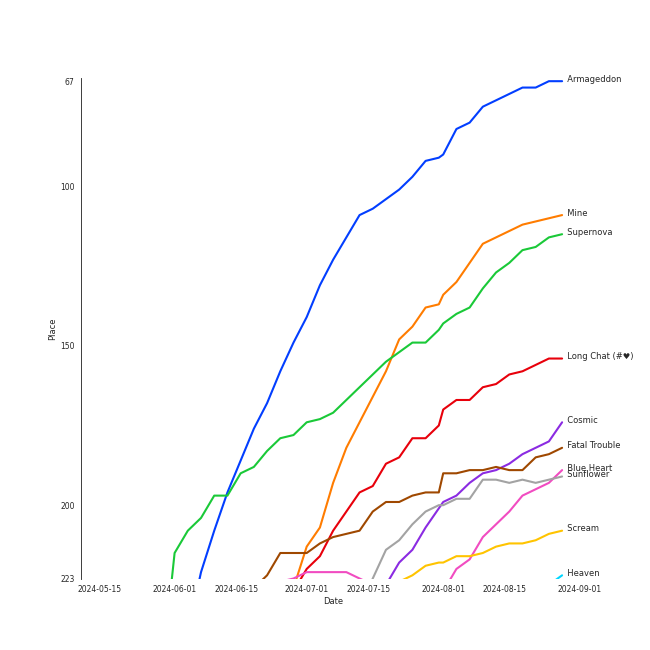 67
100
150
200
223
Place
Armageddon
Mine
Supernova
Long Chat (#♥)
Cosmic
Fatal Trouble
Blue Heart
Sunflower
Scream
Heaven
2024-05-15
2024-06-01
2024-06-15
2024-07-01
2024-07-15
2024-08-01
2024-08-15
2024-09-01
Date